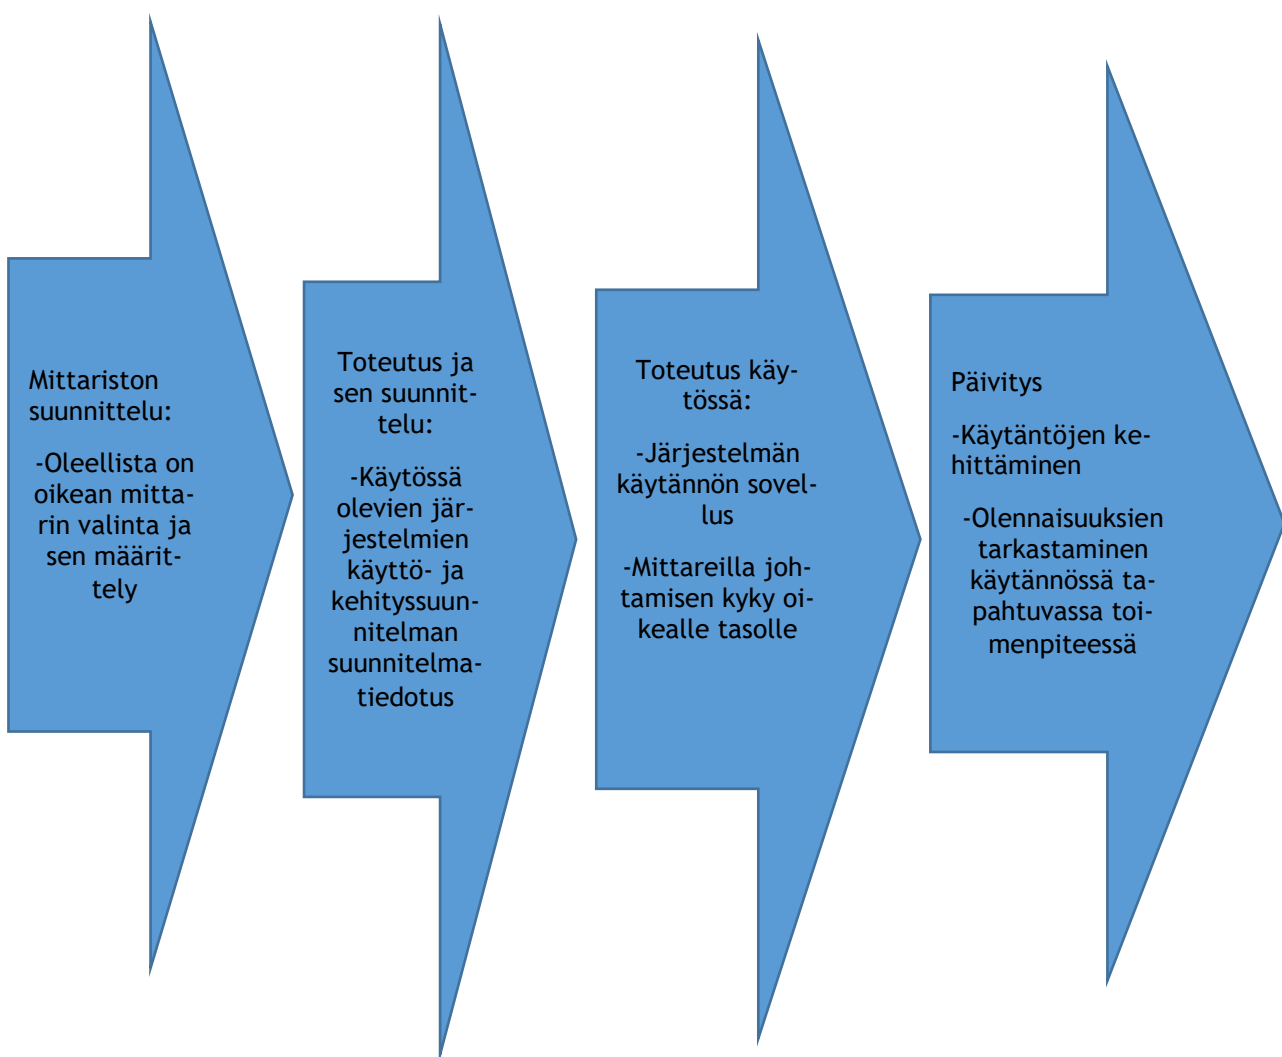 Mittariston
suunnittelu:
-Oleellista on
oikean mitta-
rin valinta ja
sen määrit-
tely
Toteutus ja
sen suunnit-
telu:
-Käytössä
olevien jär-
jestelmien
käyttö- ja
kehityssuun-
nitelman
suunnitelma-
tiedotus
Toteutus käy-
tössä:
-Järjestelmän
käytännön sovel-
lus
-Mittareilla joh-
tamisen kyky oi-
kealle tasolle
Päivitys
-Käytäntöjen ke-
hittäminen
-Olennaisuuksien
tarkastaminen
käytännössä ta-
pahtuvassa toi-
menpiteessä